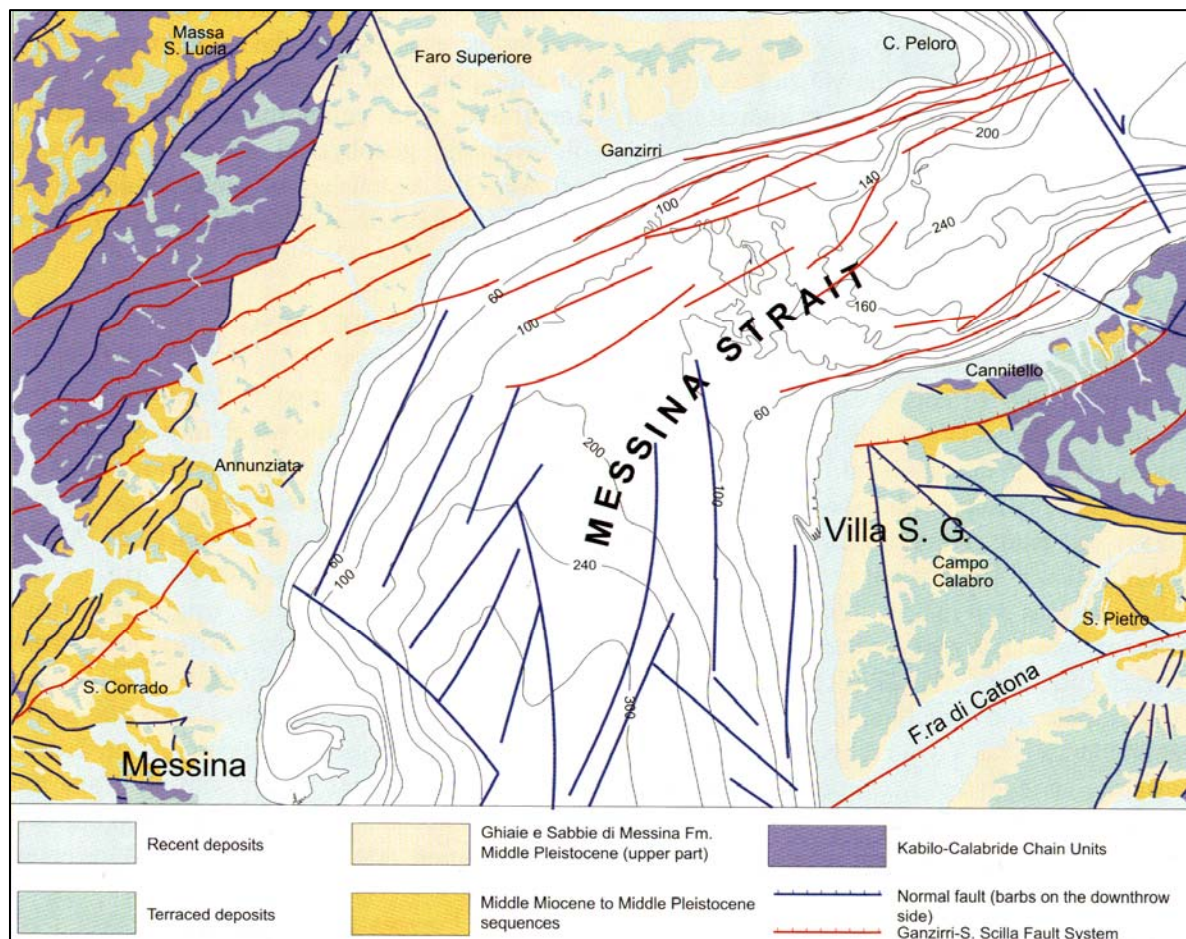 Massa
S. Lucia
Faro Superiore
C. Peloro
Ganzirri
200
140
100
240
60
100
160
MESSINA STRAIT
Cannitello
60
200
100
Annunziata
Villa S. G.
240
60
100
Campo
Calabro
S. Pietro
S. Corrado
300
F.ra di Catona
Messina
Recent deposits
Ghiaie e Sabbie di Messina Fm.
Middle Pleistocene (upper part)
Kabilo-Calabride Chain Units
Terraced deposits
Middle Miocene to Middle Pleistocene
sequences
Normal fault (barbs on the downthrow
side)
Ganzirri-S. Scilla Fault System